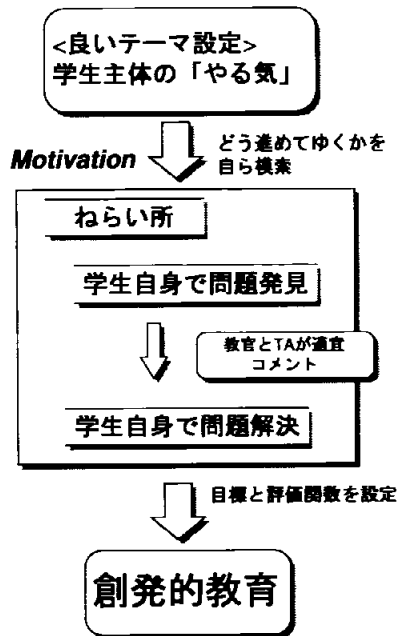 <良いテーマ設定>
学生主体の「やる気」
Motivation
どう進めてゆくかを
自ら模索
ねらい所
学生自身で問題発見
教官とTAが適宜
コメント
学生自身で問題解決
目標と評価関数を設定
創発的教育